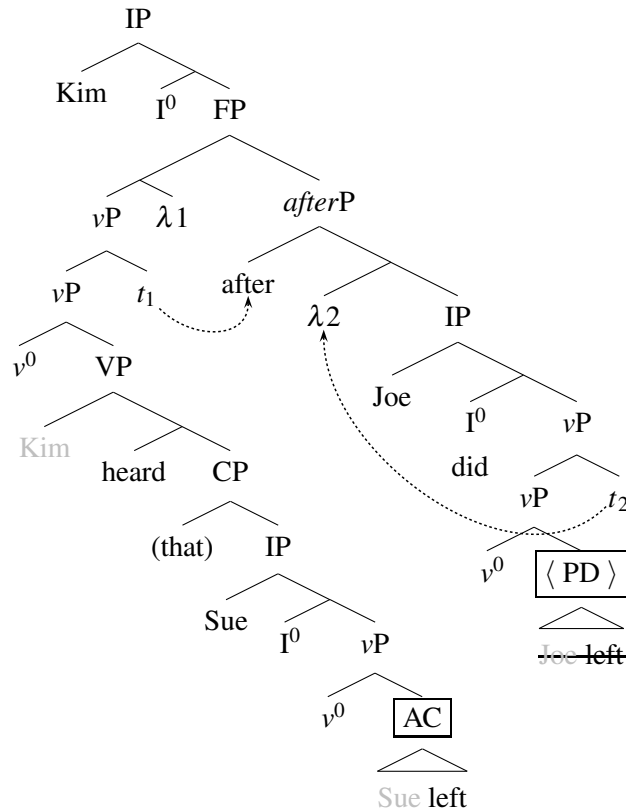 IP
Kim I⁰ FP
vP λ1 afterP
vP t₁ after λ2 IP
v⁰ VP Joe I⁰ vP
Kim heard CP did vP t₂
(that) IP v⁰ ⟨ PD ⟩
Sue I⁰ vP Joe left
v⁰ AC
Sue left